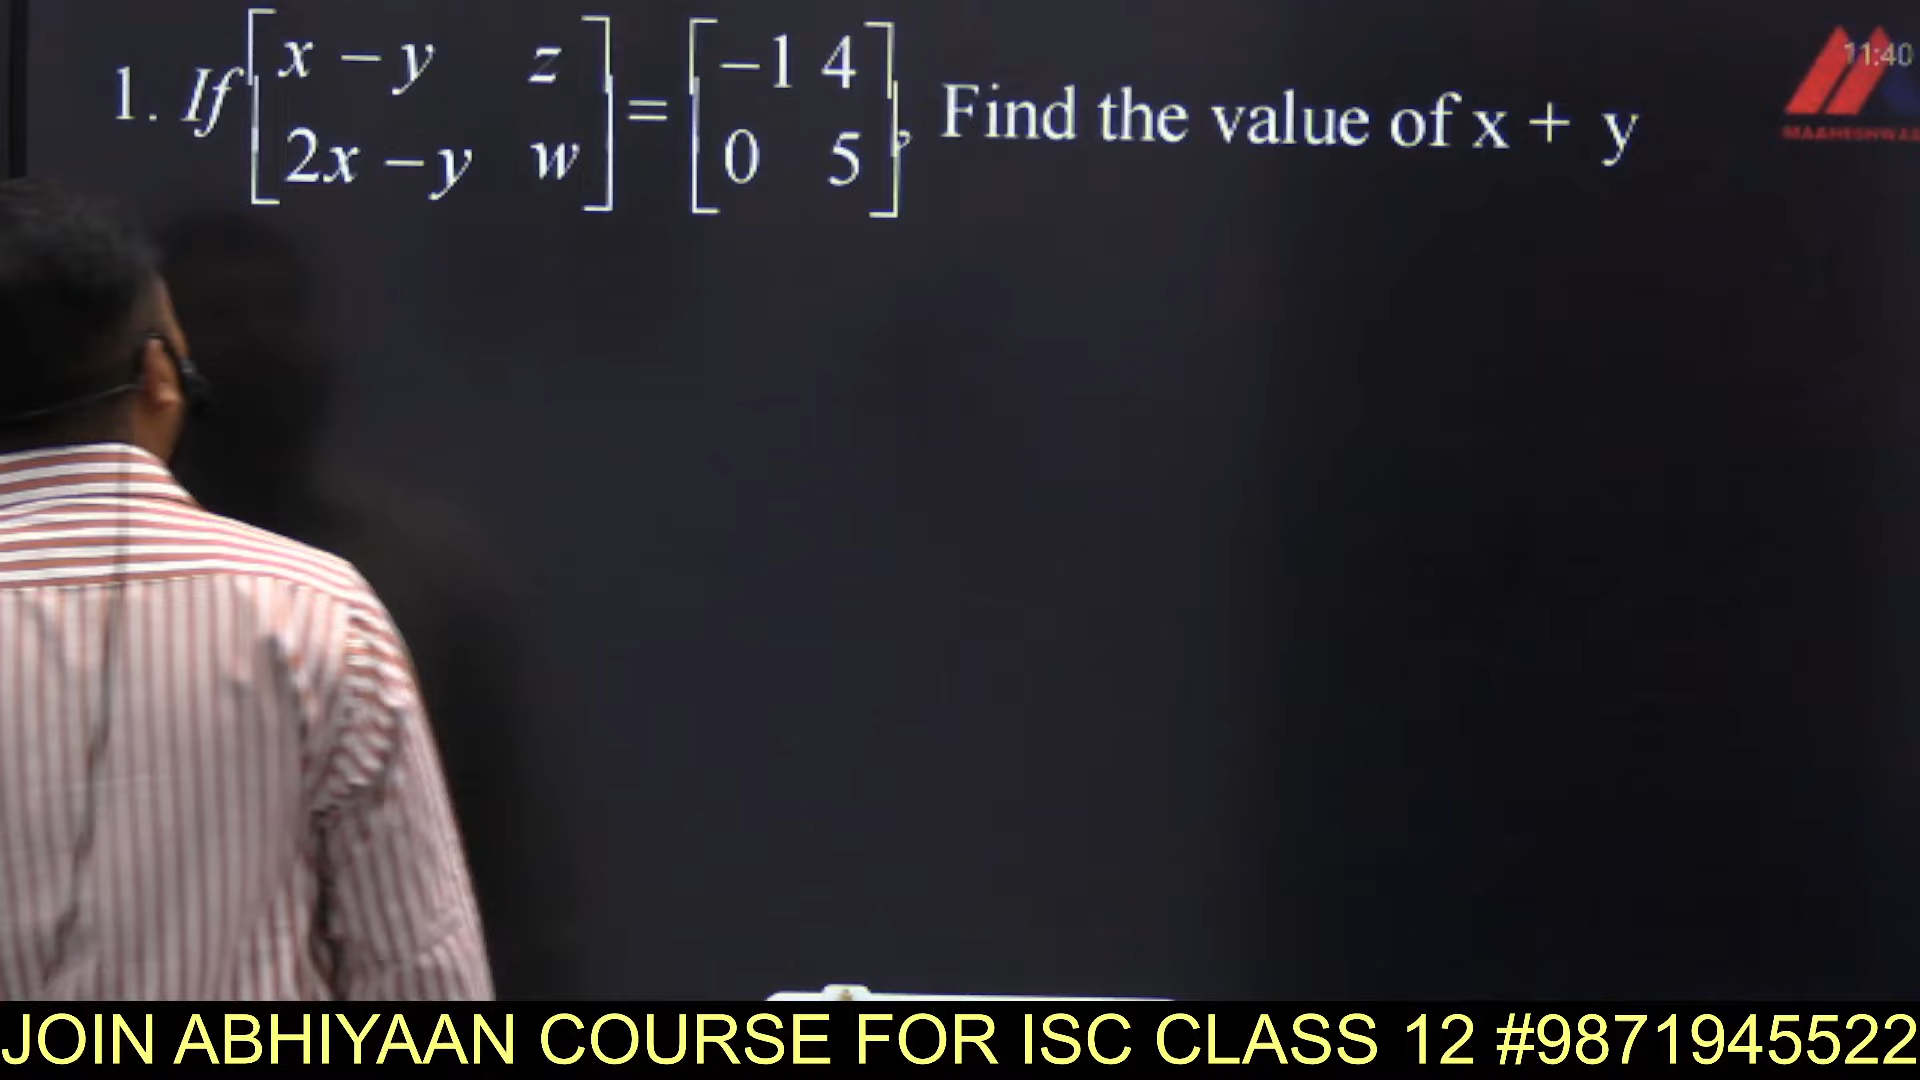 1. If [x – y z; 2x – y w] = [–1 4; 0 5], Find the value of x + y
11:40
MAAHESHWA
JOIN ABHIYAAN COURSE FOR ISC CLASS 12 #9871945522